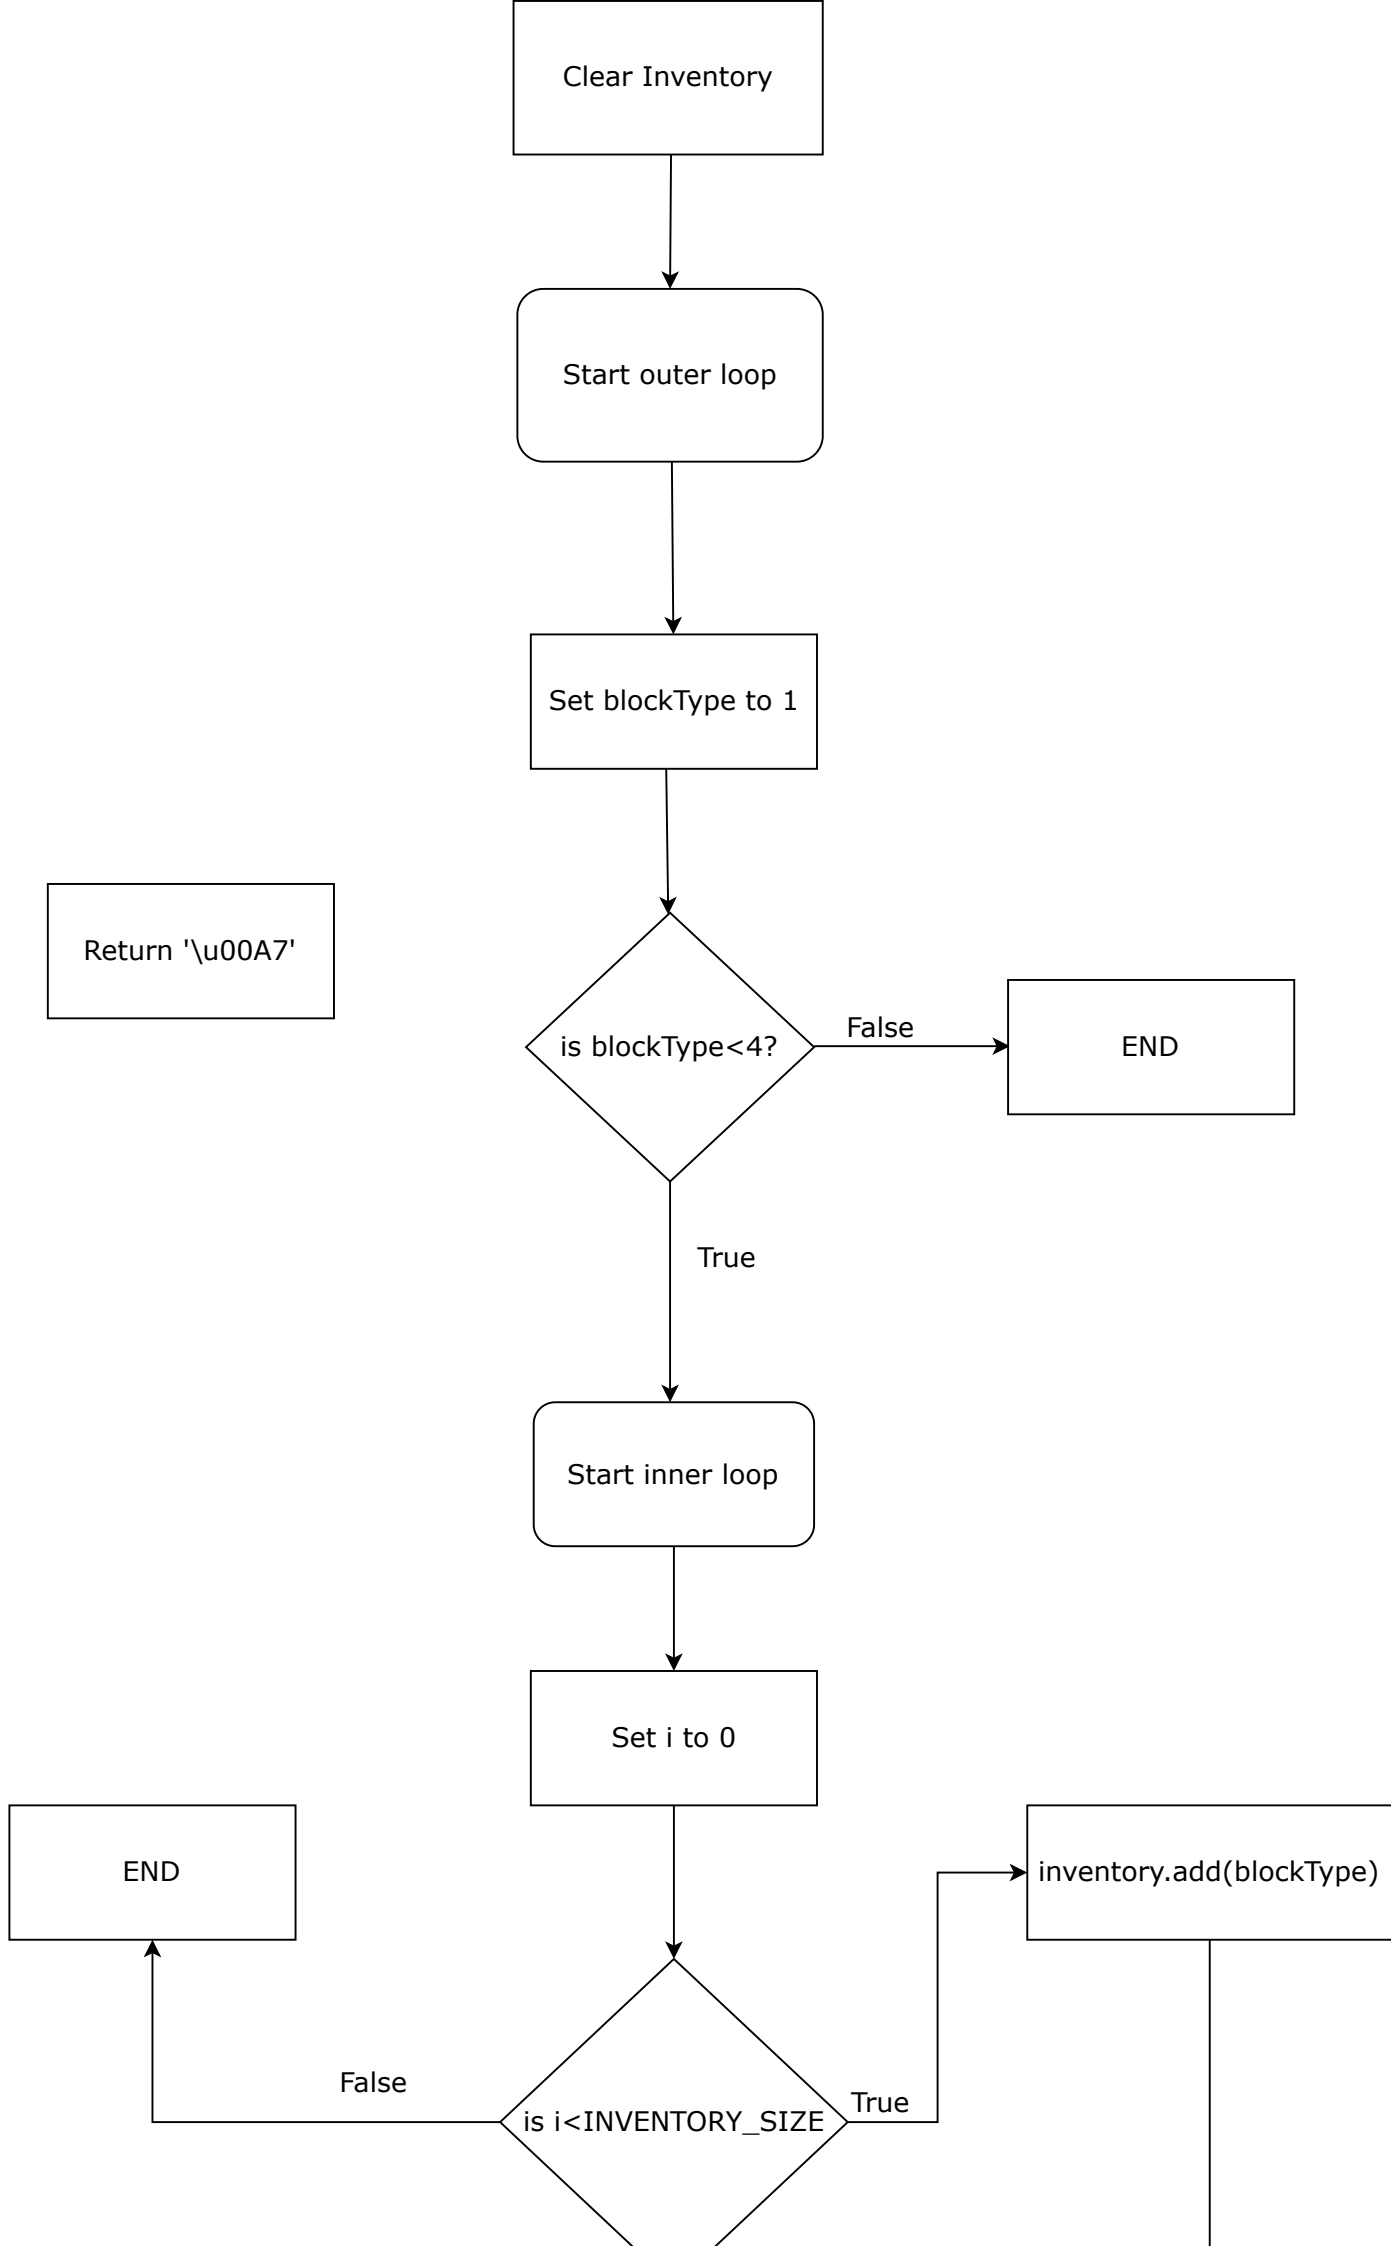 Clear Inventory
Start outer loop
Set blockType to 1
Return '\u00A7'
is blockType<4?
False
END
True
Start inner loop
Set i to 0
END
inventory.add(blockType)
False
True
is i<INVENTORY_SIZE